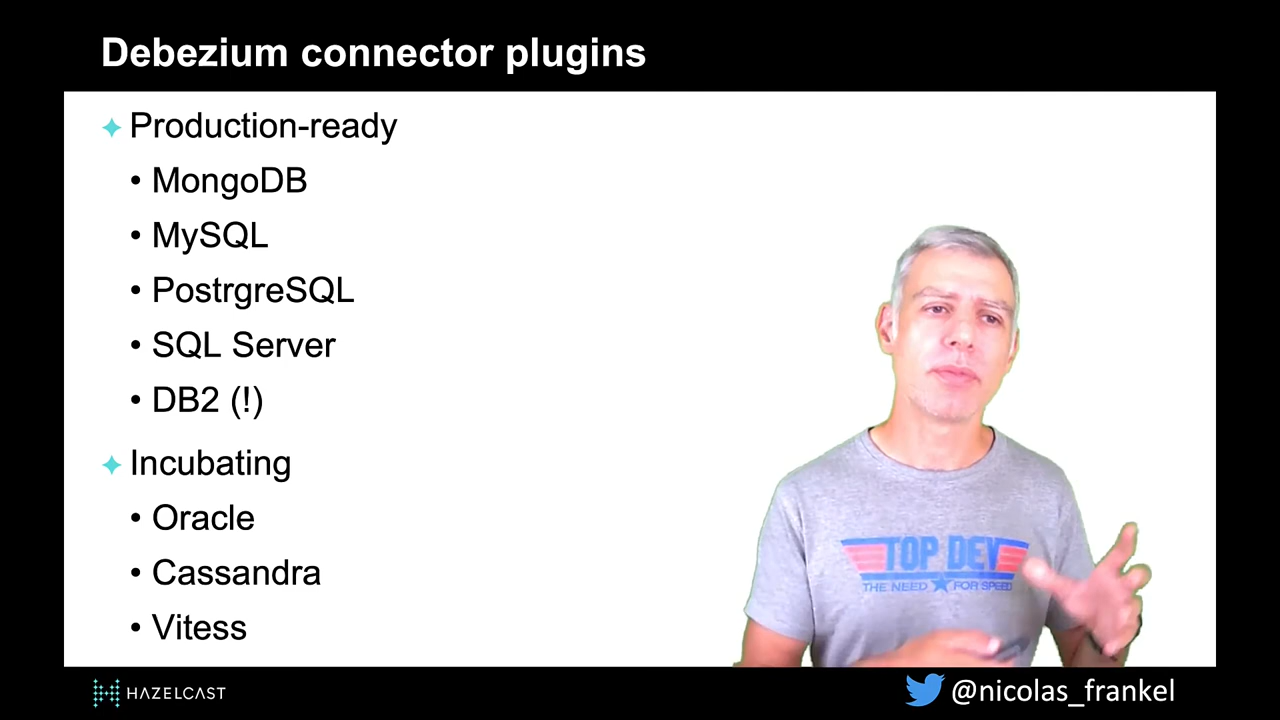 Debezium connector plugins
✦ Production-ready
• MongoDB
• MySQL
• PostrgreSQL
• SQL Server
• DB2 (!)
✦ Incubating
• Oracle
• Cassandra
• Vitess
TOP DEV
THE NEED ★ FOR SPEED
HAZELCAST
@nicolas_frankel